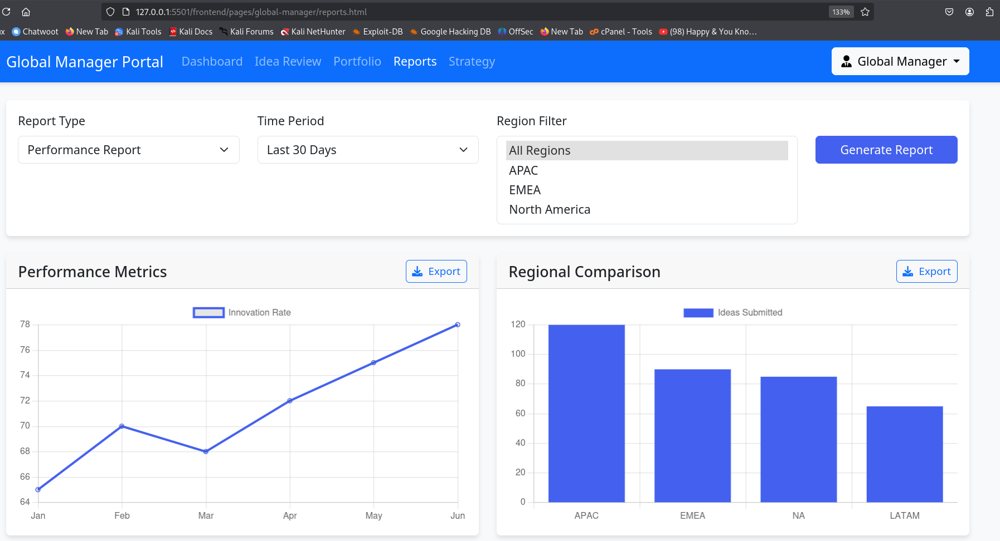 127.0.0.1:5501/frontend/pages/global-manager/reports.html
133%
x Chatwoot New Tab Kali Tools Kali Docs Kali Forums Kali NetHunter Exploit-DB Google Hacking DB OffSec New Tab cPanel - Tools (98) Happy & You Kno…
Global Manager Portal Dashboard Idea Review Portfolio Reports Strategy Global Manager
Report Type
Performance Report
Time Period
Last 30 Days
Region Filter
All Regions
APAC
EMEA
North America
Generate Report
Performance Metrics
Export
Innovation Rate
78
76
74
72
70
68
66
64
Jan Feb Mar Apr May Jun
Regional Comparison
Export
Ideas Submitted
120
100
80
60
40
20
0
APAC EMEA NA LATAM